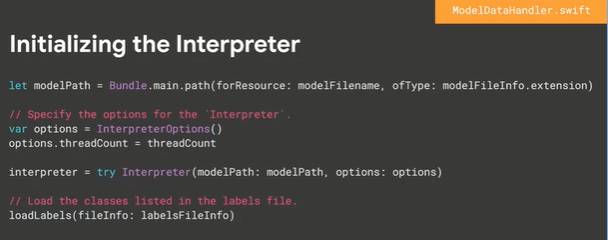 ModelDataHandler.swift
Initializing the Interpreter
let modelPath = Bundle.main.path(forResource: modelFilename, ofType: modelFileInfo.extension)
// Specify the options for the `Interpreter`.
var options = InterpreterOptions()
options.threadCount = threadCount
interpreter = try Interpreter(modelPath: modelPath, options: options)
// Load the classes listed in the labels file.
loadLabels(fileInfo: labelsFileInfo)